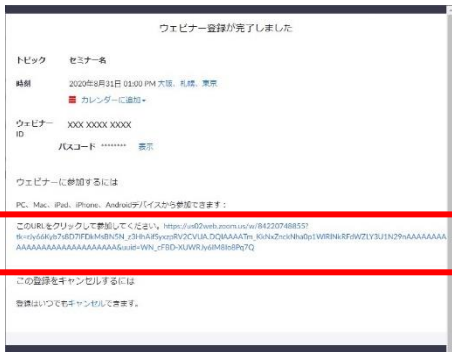 ウェビナー登録が完了しました
トピック セミナー名
時刻 2020年8月31日 01:00 PM 大阪、札幌、東京
カレンダーに追加
ウェビナー XXX XXXX XXXX
ID
パスコード ******** 表示
ウェビナーに参加するには
PC、Mac、iPad、iPhone、Androidデバイスから参加できます：
このURLをクリックして参加してください。https://us02web.zoom.us/w/84220748855?
この登録をキャンセルするには
登録はいつでもキャンセルできます。